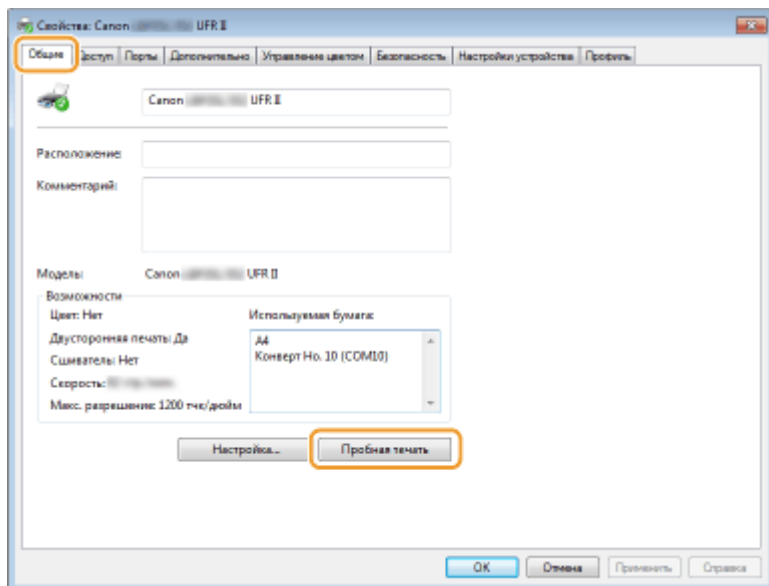 Свойства: Canon UFR II
Общие Доступ Порты Дополнительно Управление цветом Безопасность Настройки устройства Профиль
Canon UFR II
Расположение:
Комментарий:
Модель: Canon UFR II
Возможности
Цвет: Нет Используемая бумага:
Двусторонняя печать: Да A4
Сшиватель: Нет Конверт Но. 10 (COM10)
Скорость:
Макс. разрешение: 1200 тчк/дюйм
Настройка... Пробная печать
OK Отмена Применить Справка